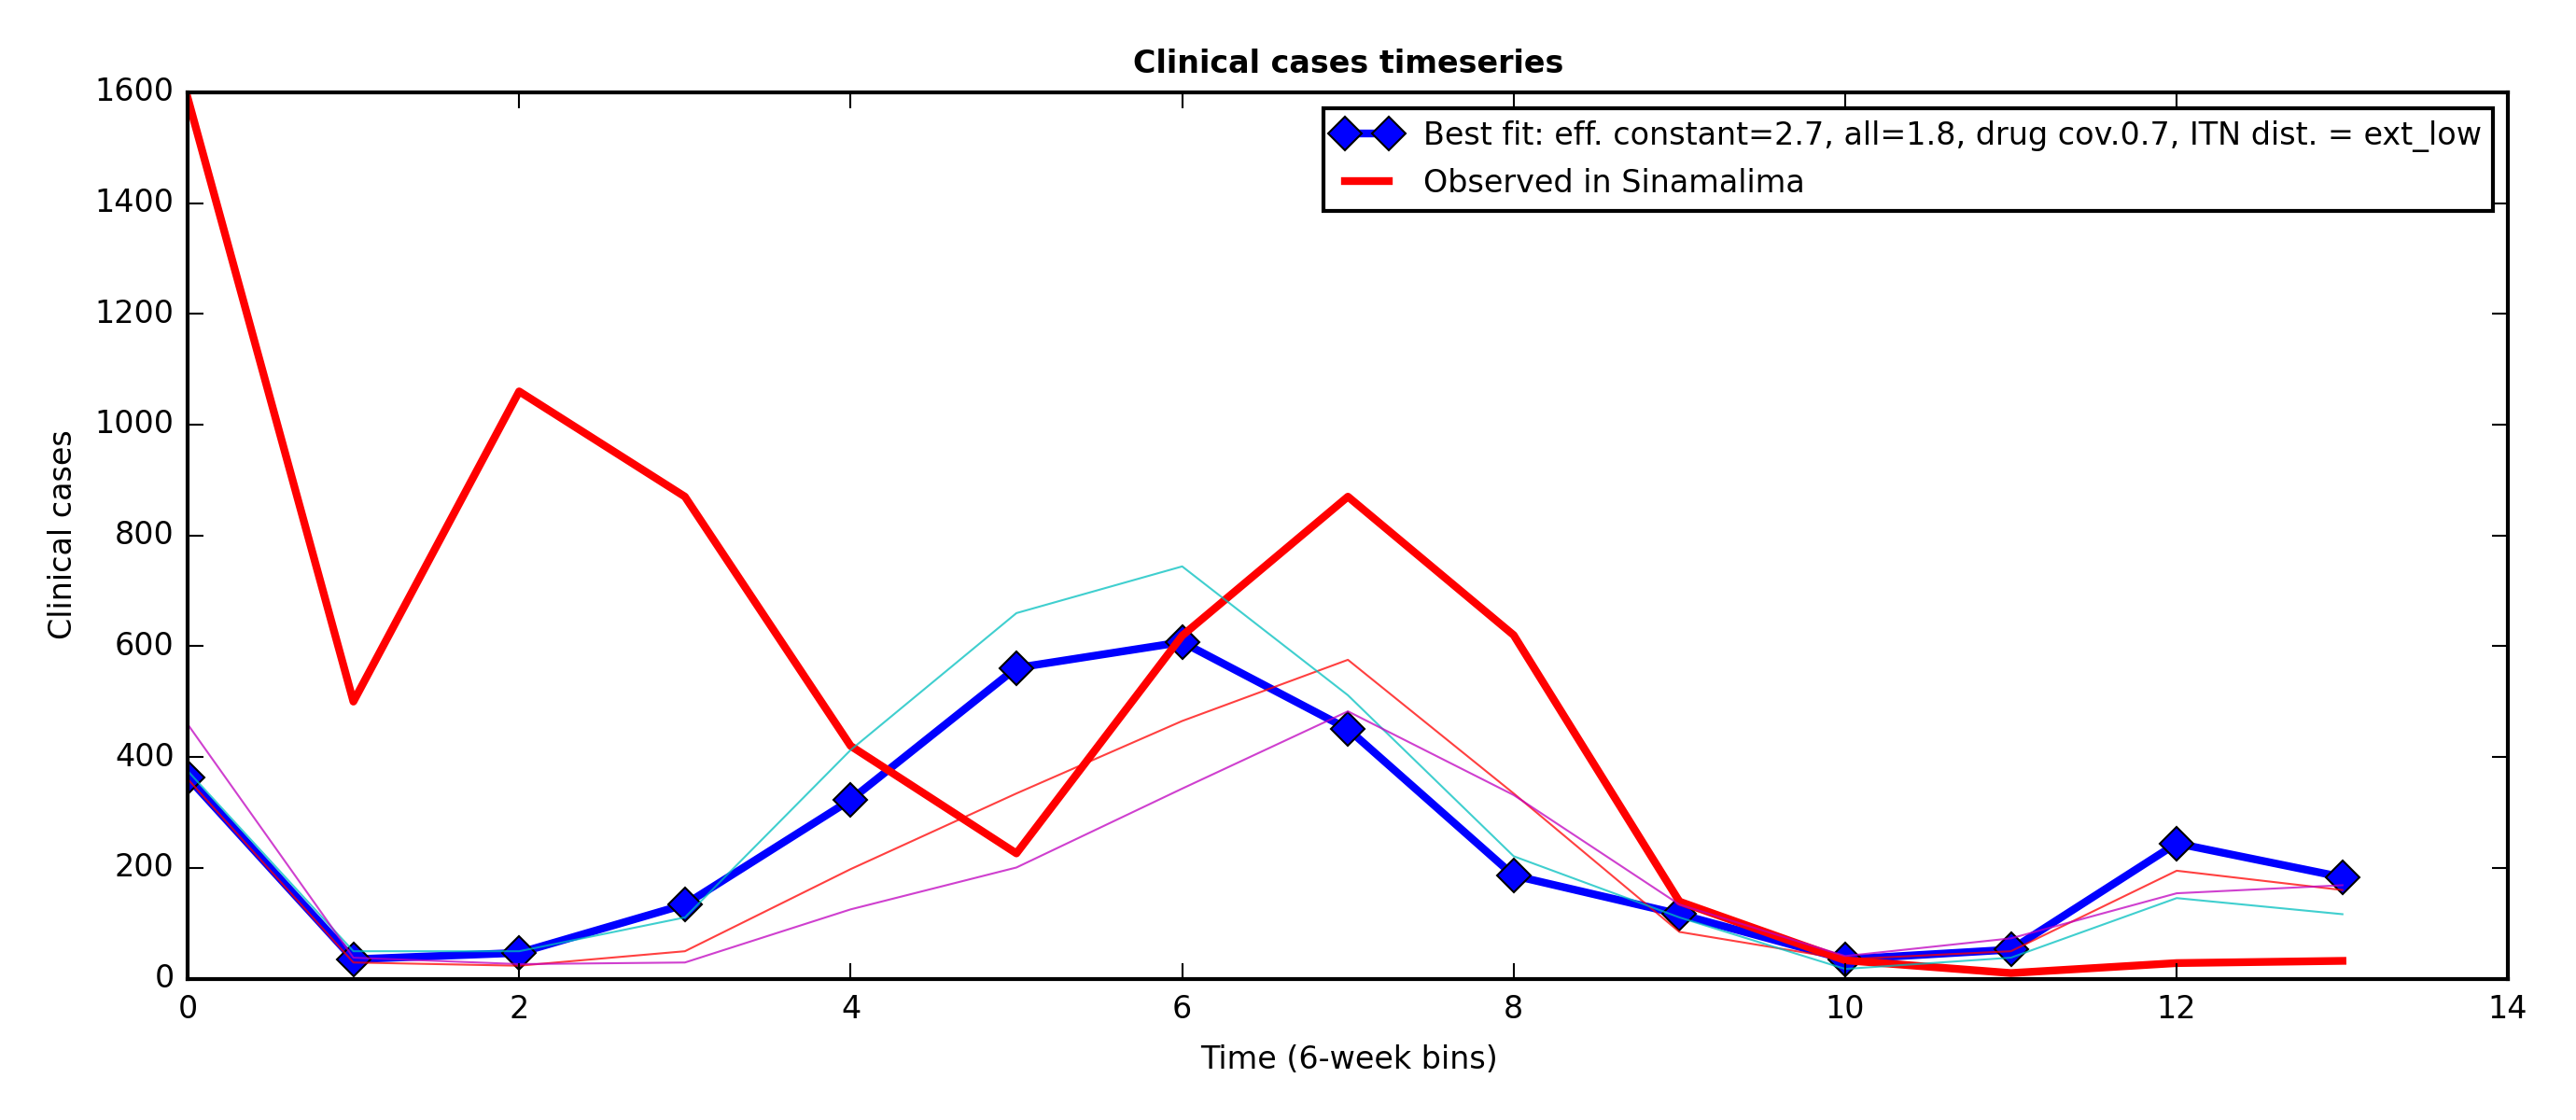 Clinical cases timeseries
1600
1400
1200
1000
800
600
400
200
0
Clinical cases
Best fit: eff. constant=2.7, all=1.8, drug cov.0.7, ITN dist. = ext_low
Observed in Sinamalima
0 2 4 6 8 10 12 14
Time (6-week bins)